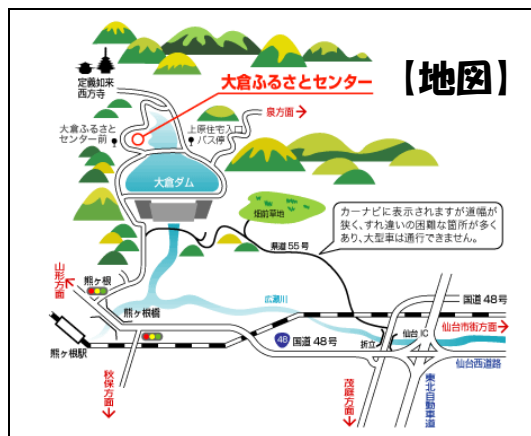 【地図】
定義如来
西方寺
大倉ふるさとセンター
泉方面→
大倉ふるさと
センター前
上原住宅入口
バス停
大倉ダム
畑前草地
カーナビに表示されますが道幅が
狭く、すれ違いの困難な箇所が多く
あり、大型車は通行できません。
県道55号
山形方面
熊ヶ根
熊ヶ根橋
広瀬川
国道48号
仙台市街方面→
熊ヶ根駅
48 国道48号
折立
仙台IC
仙台西道路
秋保方面
茂庭方面
東北自動車道